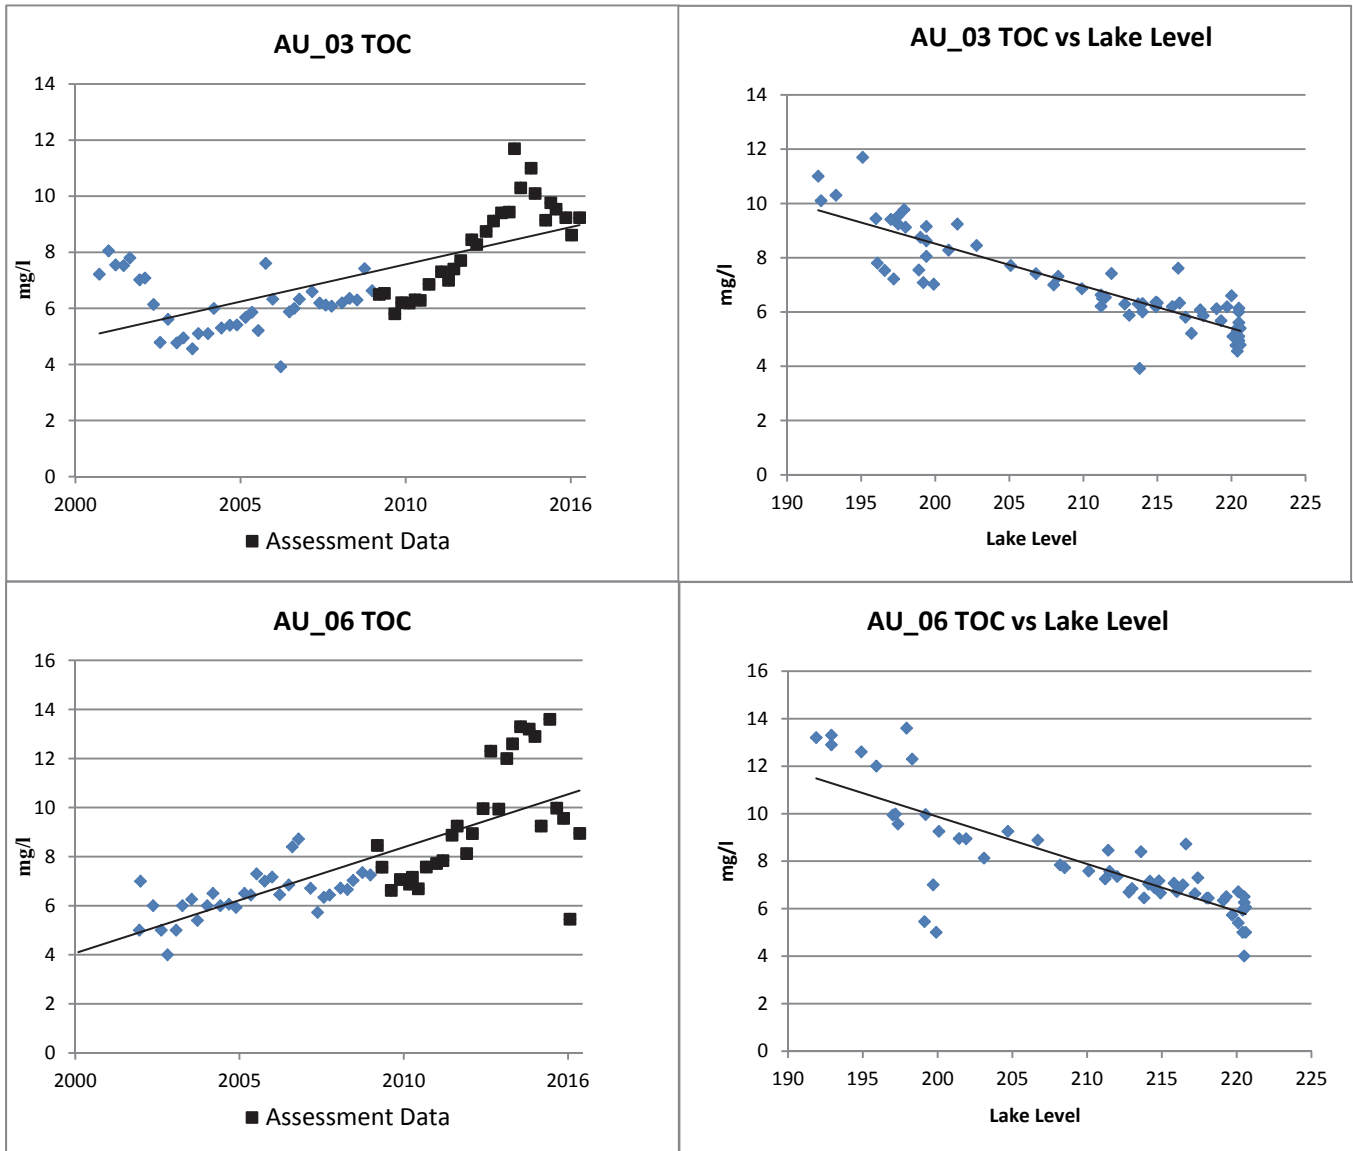 AU_03 TOC
14
12
10
8
6
4
2
0
mg/l
2000 2005 2010 2016
■ Assessment Data
AU_03 TOC vs Lake Level
14
12
10
8
6
4
2
0
mg/l
190 195 200 205 210 215 220 225
Lake Level
AU_06 TOC
16
14
12
10
8
6
4
2
0
mg/l
2000 2005 2010 2016
■ Assessment Data
AU_06 TOC vs Lake Level
16
14
12
10
8
6
4
2
0
mg/l
190 195 200 205 210 215 220 225
Lake Level